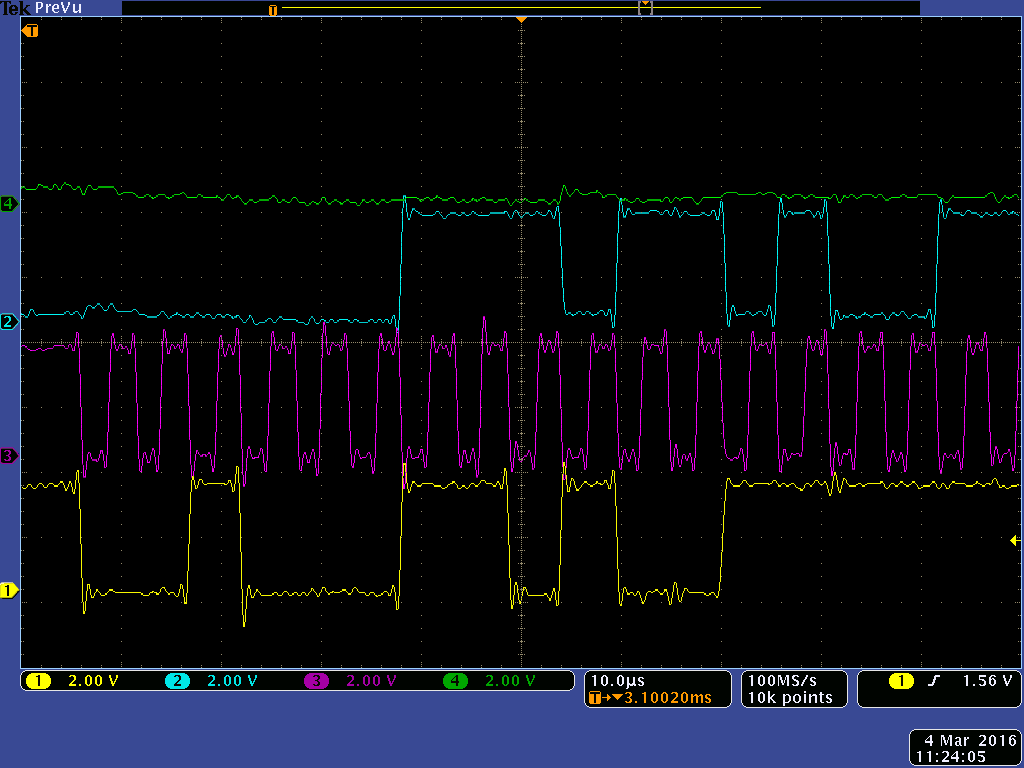 Tek PreVu
T
T
4
2
3
1
1 2.00 V 2 2.00 V 3 2.00 V 4 2.00 V
10.0µs
T→▼3.10020ms
100MS/s
10k points
1 1.56 V
4 Mar 2016
11:24:05